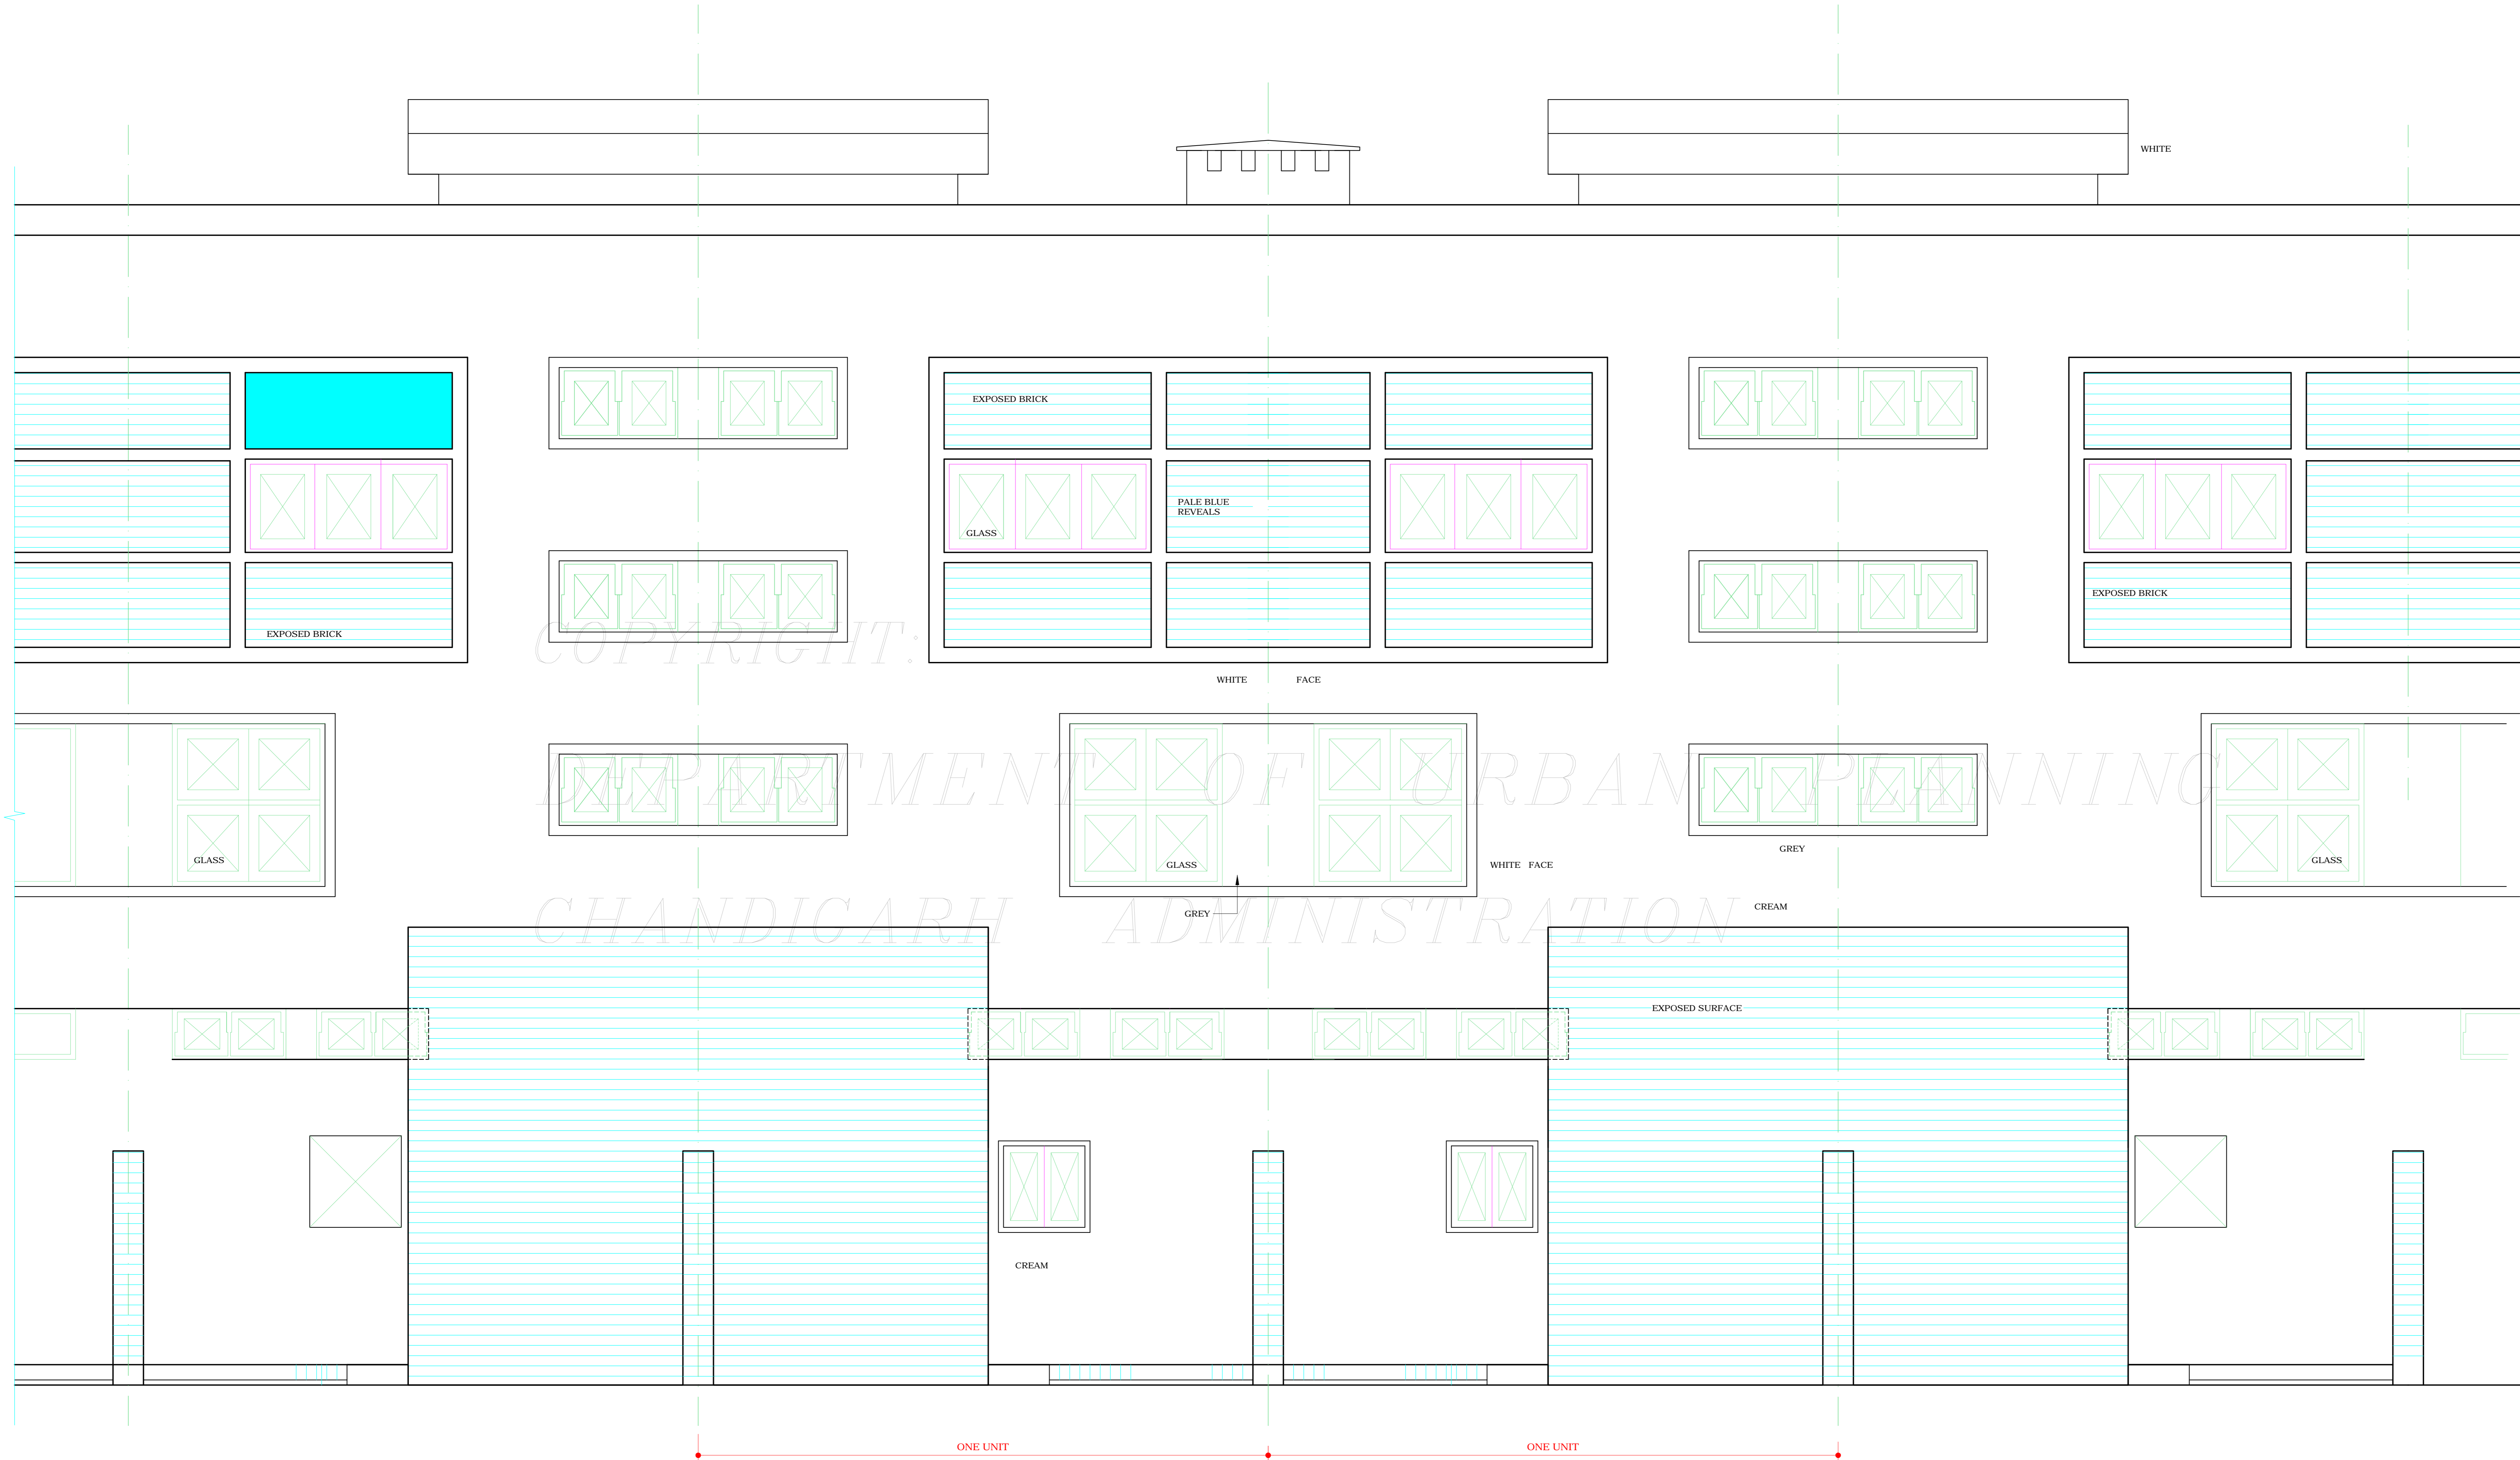 WHITE
EXPOSED BRICK
PALE BLUE
REVEALS
GLASS
EXPOSED BRICK
EXPOSED BRICK
COPYRIGHT:
WHITE FACE
DEPARTMENT OF URBAN PLANNING
GREY
GLASS
GLASS
WHITE FACE
GLASS
CREAM
GREY
CHANDIGARH ADMINISTRATION
EXPOSED SURFACE
CREAM
ONE UNIT
ONE UNIT